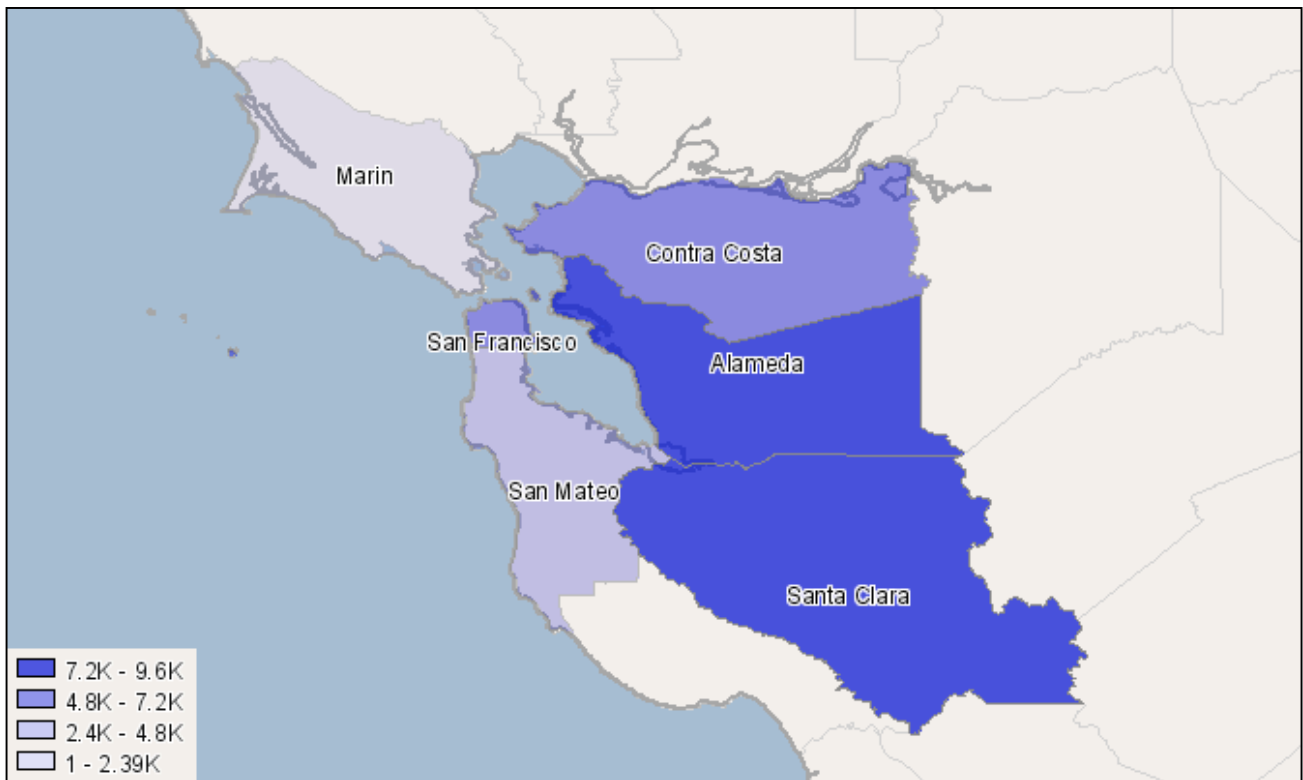 Marin
Contra Costa
San Francisco
Alameda
San Mateo
Santa Clara
7.2K - 9.6K
4.8K - 7.2K
2.4K - 4.8K
1 - 2.39K